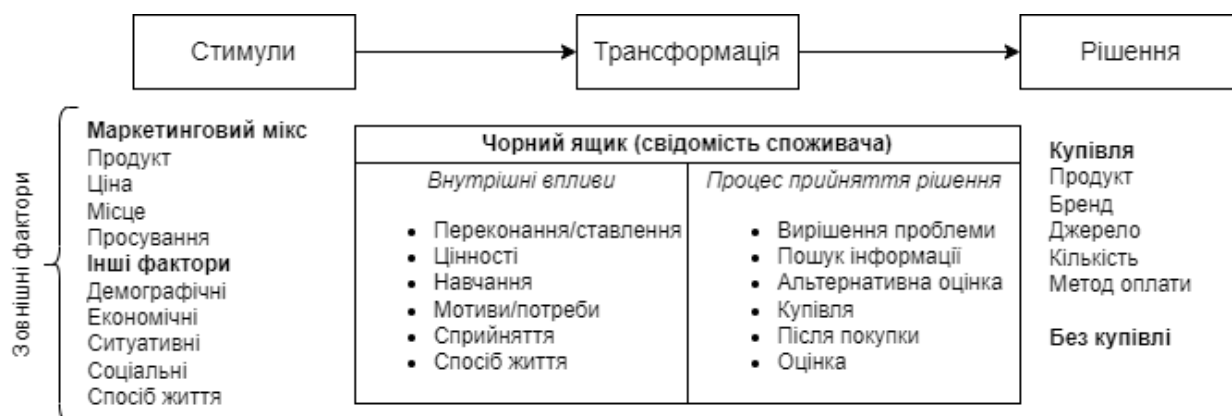 Стимули
Трансформація
Рішення
Зовнішні фактори
Маркетинговий мікс
Продукт
Ціна
Місце
Просування
Інші фактори
Демографічні
Економічні
Ситуативні
Соціальні
Спосіб життя
Чорний ящик (свідомість споживача)
Внутрішні впливи
• Переконання/ставлення
• Цінності
• Навчання
• Мотиви/потреби
• Сприйняття
• Спосіб життя
Процес прийняття рішення
• Вирішення проблеми
• Пошук інформації
• Альтернативна оцінка
• Купівля
• Після покупки
• Оцінка
Купівля
Продукт
Бренд
Джерело
Кількість
Метод оплати
Без купівлі